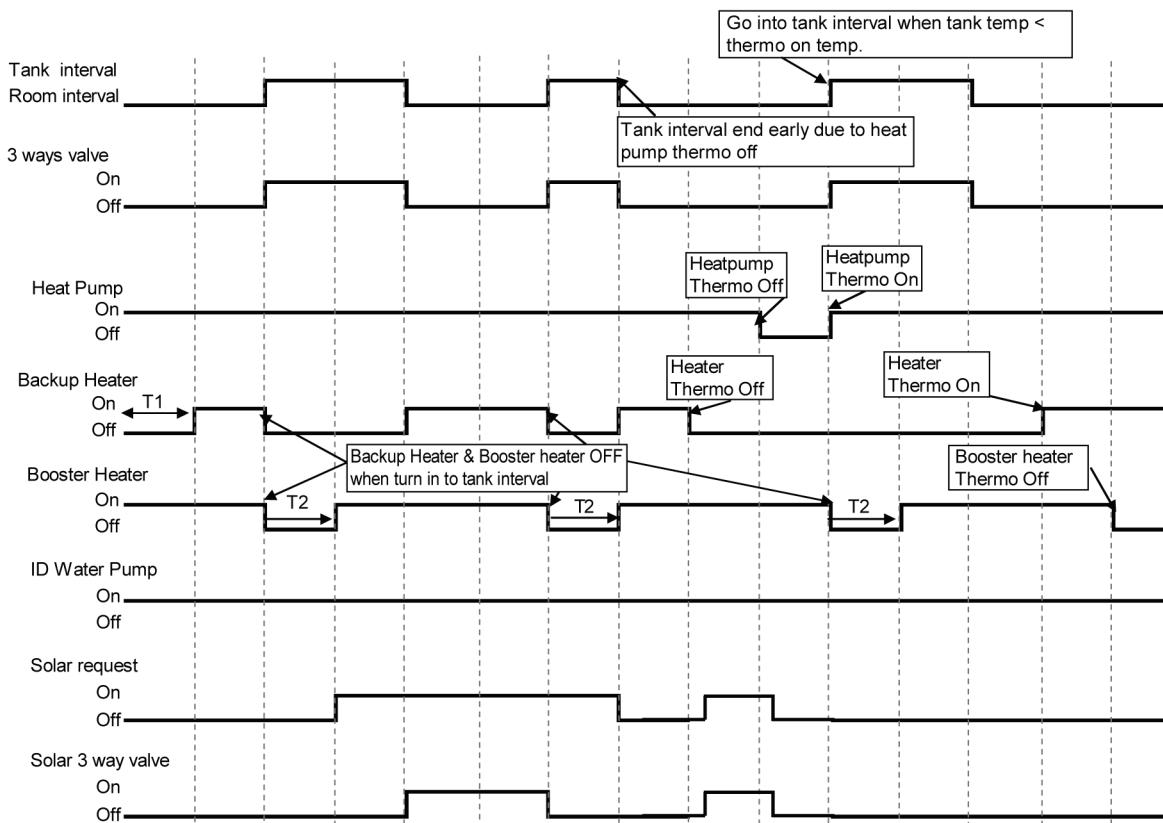 Go into tank interval when tank temp <
thermo on temp.
Tank interval
Room interval
Tank interval end early due to heat
pump thermo off
3 ways valve
On
Off
Heatpump
Thermo Off
Heatpump
Thermo On
Heat Pump
On
Off
Heater
Thermo Off
Heater
Thermo On
Backup Heater
On
T1
Off
Backup Heater & Booster heater OFF
when turn in to tank interval
Booster heater
Thermo Off
Booster Heater
On
Off
T2
T2
T2
ID Water Pump
On
Off
Solar request
On
Off
Solar 3 way valve
On
Off